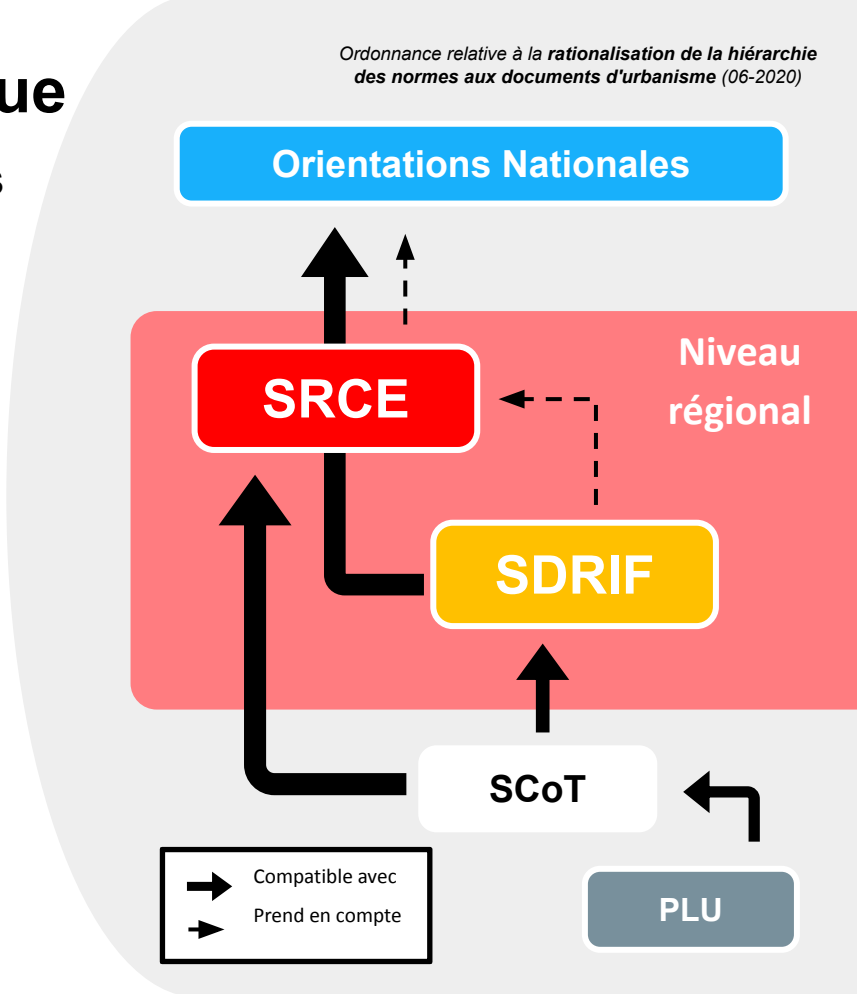 Ordonnance relative à la rationalisation de la hiérarchie
des normes aux documents d'urbanisme (06-2020)
ue
s
Orientations Nationales
Niveau
régional
SRCE
SDRIF
SCoT
PLU
Compatible avec
Prend en compte